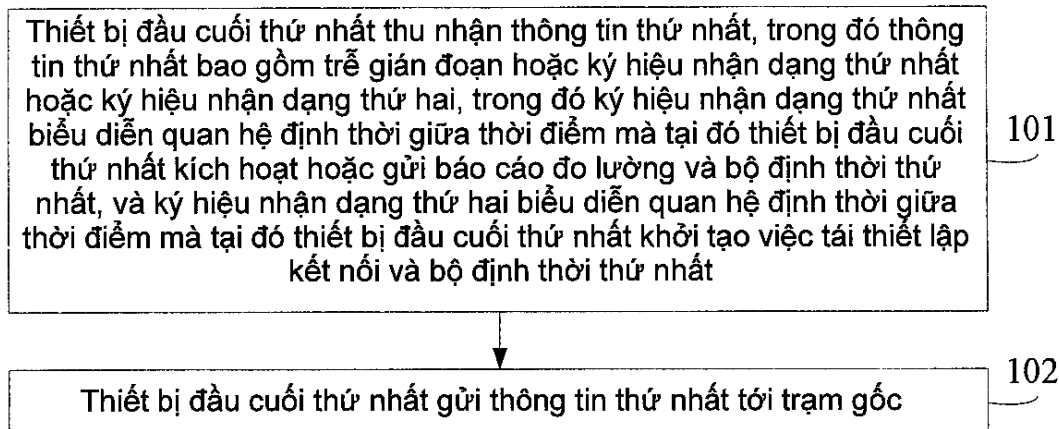 Thiết bị đầu cuối thứ nhất thu nhận thông tin thứ nhất, trong đó thông
tin thứ nhất bao gồm trễ gián đoạn hoặc ký hiệu nhận dạng thứ nhất
hoặc ký hiệu nhận dạng thứ hai, trong đó ký hiệu nhận dạng thứ nhất
biểu diễn quan hệ định thời giữa thời điểm mà tại đó thiết bị đầu cuối
thứ nhất kích hoạt hoặc gửi báo cáo đo lường và bộ định thời thứ
nhất, và ký hiệu nhận dạng thứ hai biểu diễn quan hệ định thời giữa
thời điểm mà tại đó thiết bị đầu cuối thứ nhất khởi tạo việc tái thiết lập
kết nối và bộ định thời thứ nhất
101
Thiết bị đầu cuối thứ nhất gửi thông tin thứ nhất tới trạm gốc
102